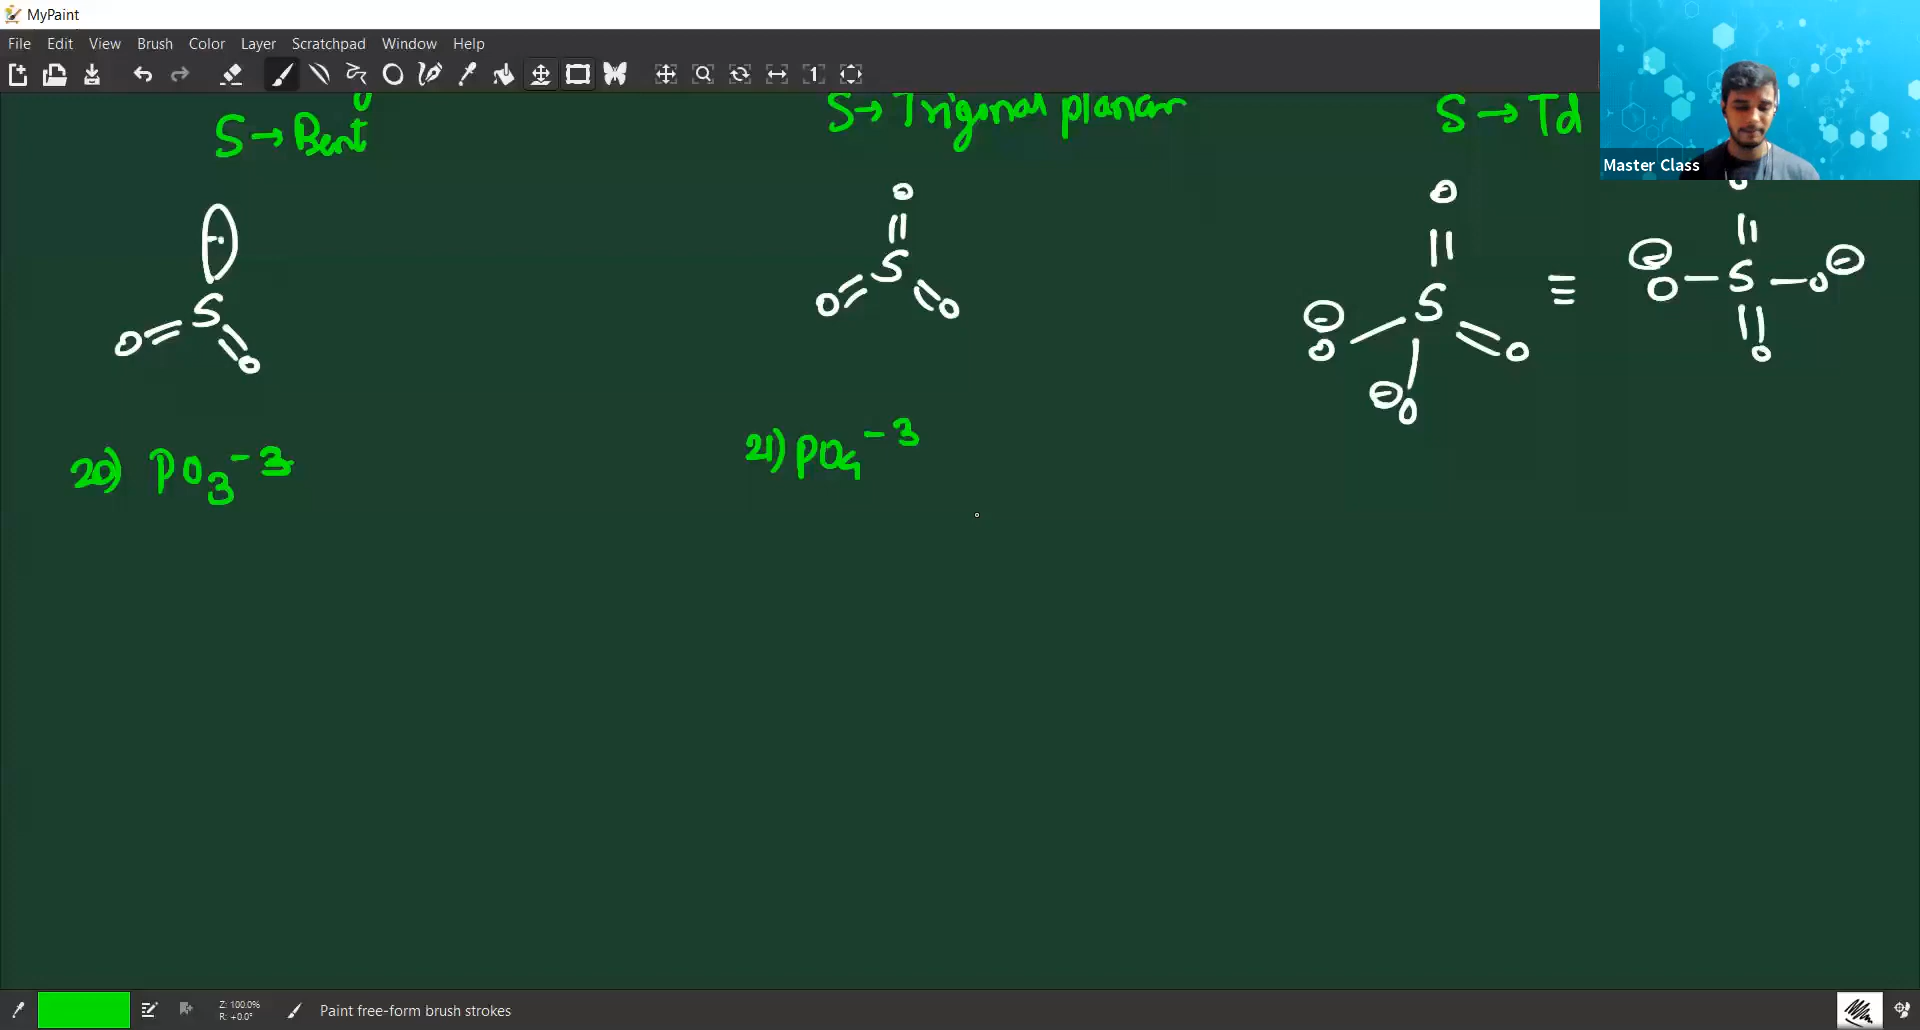 MyPaint
File Edit View Brush Color Layer Scratchpad Window Help
S → Bent
S → Trigonal planar
S → Td
Master Class
O
S
O O
O
S
O O
O
S
⊖
O O
⊖ O
≡
O
⊖ ⊖
O — S — O
O
20) PO3 -3
21) PO4 -3
Z: 100.0%
R: +0.0°
Paint free-form brush strokes